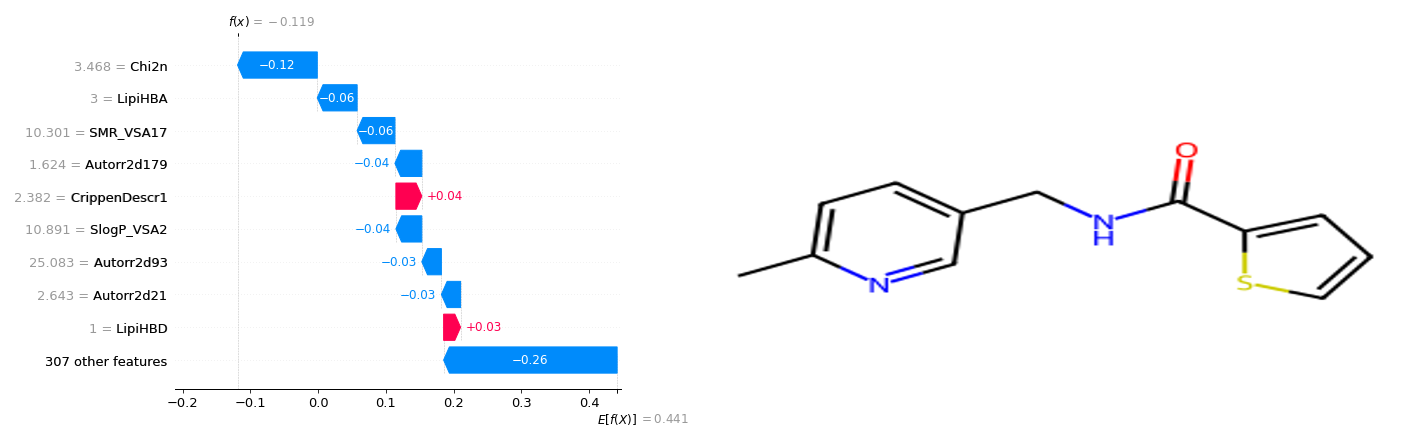 f(x) = −0.119
3.468 = Chi2n
−0.12
3 = LipiHBA
−0.06
10.301 = SMR_VSA17
−0.06
1.624 = Autorr2d179
−0.04
2.382 = CrippenDescr1
+0.04
10.891 = SlogP_VSA2
−0.04
25.083 = Autorr2d93
−0.03
2.643 = Autorr2d21
−0.03
1 = LipiHBD
+0.03
307 other features
−0.26
−0.2 −0.1 0.0 0.1 0.2 0.3 0.4
E[f(X)] = 0.441
O
N
H
N
S